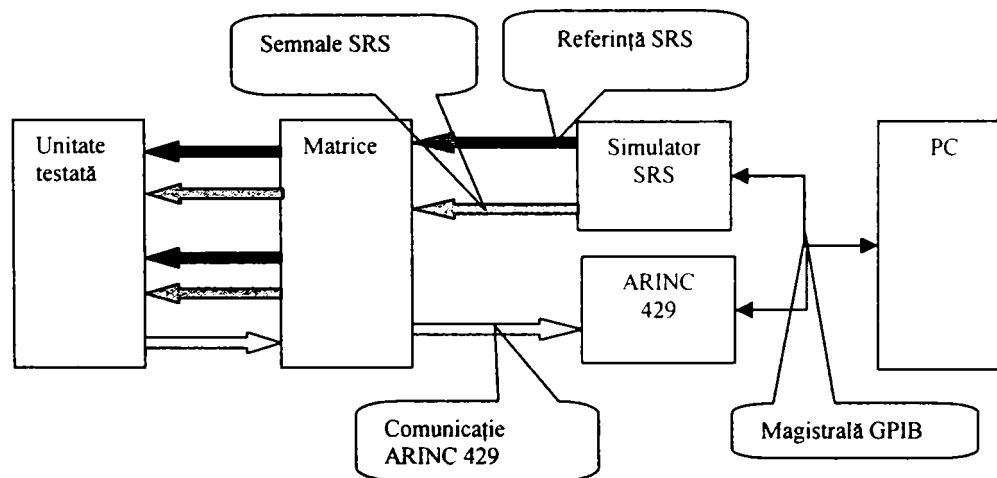 Semnale SRS
Referință SRS
Unitate
testată
Matrice
Simulator
SRS
PC
ARINC
429
Comunicație
ARINC 429
Magistrală GPIB